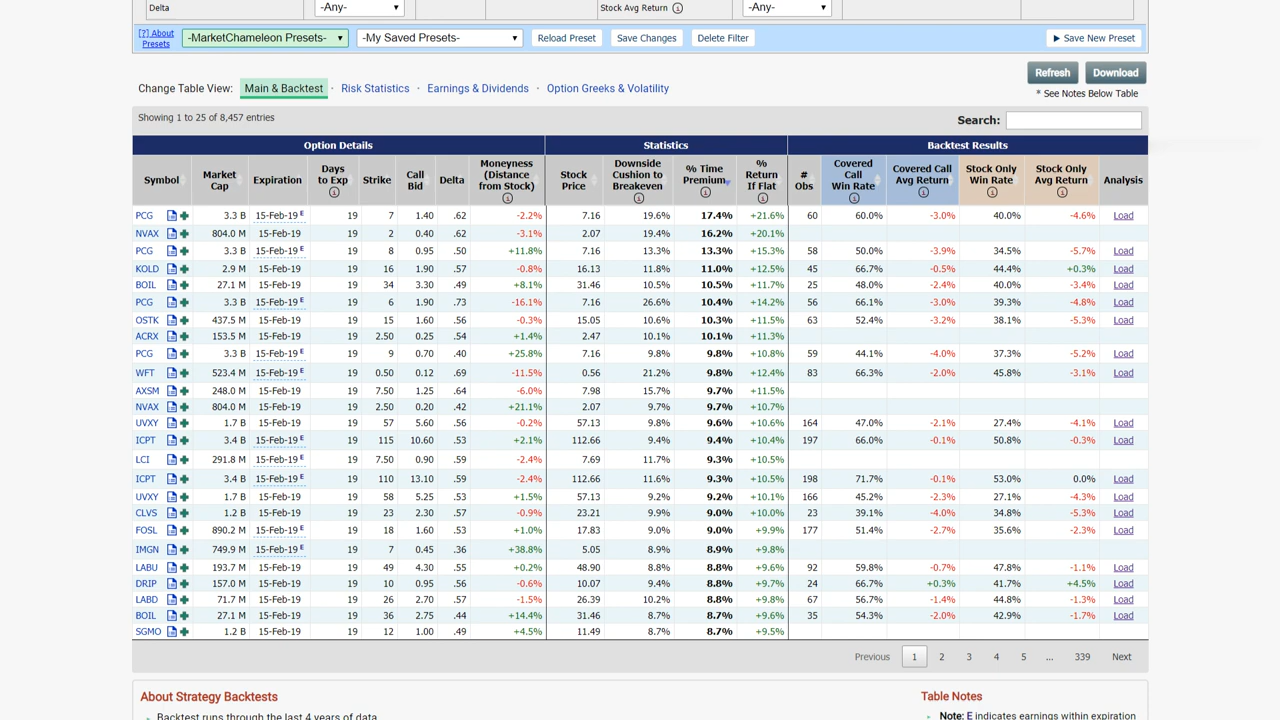 Delta -Any- Stock Avg Return -Any-
[?] About Presets -MarketChameleon Presets- -My Saved Presets- Reload Preset Save Changes Delete Filter ► Save New Preset
Refresh Download
Change Table View: Main & Backtest · Risk Statistics · Earnings & Dividends · Option Greeks & Volatility
* See Notes Below Table
Showing 1 to 25 of 8,457 entries Search:
Option Details Statistics Backtest Results
Symbol Market Cap Expiration Days to Exp Strike Call Bid Delta Moneyness (Distance from Stock) Stock Price Downside Cushion to Breakeven % Time Premium % Return If Flat # Obs Covered Call Win Rate Covered Call Avg Return Stock Only Win Rate Stock Only Avg Return Analysis
PCG 3.3 B 15-Feb-19 E 19 7 1.40 .62 -2.2% 7.16 19.6% 17.4% +21.6% 60 60.0% -3.0% 40.0% -4.6% Load
NVAX 804.0 M 15-Feb-19 19 2 0.40 .62 -3.1% 2.07 19.4% 16.2% +20.1%
PCG 3.3 B 15-Feb-19 E 19 8 0.95 .50 +11.8% 7.16 13.3% 13.3% +15.3% 58 50.0% -3.9% 34.5% -5.7% Load
KOLD 2.9 M 15-Feb-19 19 16 1.90 .57 -0.8% 16.13 11.8% 11.0% +12.5% 45 66.7% -0.5% 44.4% +0.3% Load
BOIL 27.1 M 15-Feb-19 19 34 3.30 .49 +8.1% 31.46 10.5% 10.5% +11.7% 25 48.0% -2.4% 40.0% -3.4% Load
PCG 3.3 B 15-Feb-19 E 19 6 1.90 .73 -16.1% 7.16 26.6% 10.4% +14.2% 56 66.1% -3.0% 39.3% -4.8% Load
OSTK 437.5 M 15-Feb-19 19 15 1.60 .56 -0.3% 15.05 10.6% 10.3% +11.5% 63 52.4% -3.2% 38.1% -5.3% Load
ACRX 153.5 M 15-Feb-19 19 2.50 0.25 .54 +1.4% 2.47 10.1% 10.1% +11.3%
PCG 3.3 B 15-Feb-19 E 19 9 0.70 .40 +25.8% 7.16 9.8% 9.8% +10.8% 59 44.1% -4.0% 37.3% -5.2% Load
WFT 523.4 M 15-Feb-19 E 19 0.50 0.12 .69 -11.5% 0.56 21.2% 9.8% +12.4% 83 66.3% -2.0% 45.8% -3.1% Load
AXSM 248.0 M 15-Feb-19 19 7.50 1.25 .64 -6.0% 7.98 15.7% 9.7% +11.5%
NVAX 804.0 M 15-Feb-19 19 2.50 0.20 .42 +21.1% 2.07 9.7% 9.7% +10.7%
UVXY 1.7 B 15-Feb-19 19 57 5.60 .56 -0.2% 57.13 9.8% 9.6% +10.6% 164 47.0% -2.1% 27.4% -4.1% Load
ICPT 3.4 B 15-Feb-19 E 19 115 10.60 .53 +2.1% 112.66 9.4% 9.4% +10.4% 197 66.0% -0.1% 50.8% -0.3% Load
LCI 291.8 M 15-Feb-19 E 19 7.50 0.90 .59 -2.4% 7.69 11.7% 9.3% +10.5%
ICPT 3.4 B 15-Feb-19 E 19 110 13.10 .59 -2.4% 112.66 11.6% 9.3% +10.5% 198 71.7% -0.1% 53.0% 0.0% Load
UVXY 1.7 B 15-Feb-19 19 58 5.25 .53 +1.5% 57.13 9.2% 9.2% +10.1% 166 45.2% -2.3% 27.1% -4.3% Load
CLVS 1.2 B 15-Feb-19 19 23 2.30 .57 -0.9% 23.21 9.9% 9.0% +10.0% 23 39.1% -4.0% 34.8% -5.3% Load
FOSL 890.2 M 15-Feb-19 E 19 18 1.60 .53 +1.0% 17.83 9.0% 9.0% +9.9% 177 51.4% -2.7% 35.6% -2.3% Load
IMGN 749.9 M 15-Feb-19 E 19 7 0.45 .36 +38.8% 5.05 8.9% 8.9% +9.8%
LABU 193.7 M 15-Feb-19 19 49 4.30 .55 +0.2% 48.90 8.8% 8.8% +9.6% 92 59.8% -0.7% 47.8% -1.1% Load
DRIP 157.0 M 15-Feb-19 19 10 0.95 .56 -0.6% 10.07 9.4% 8.8% +9.7% 24 66.7% +0.3% 41.7% +4.5% Load
LABD 71.7 M 15-Feb-19 19 26 2.70 .57 -1.5% 26.39 10.2% 8.8% +9.8% 67 56.7% -1.4% 44.8% -1.3% Load
BOIL 27.1 M 15-Feb-19 19 36 2.75 .44 +14.4% 31.46 8.7% 8.7% +9.6% 35 54.3% -2.0% 42.9% -1.7% Load
SGMO 1.2 B 15-Feb-19 19 12 1.00 .49 +4.5% 11.49 8.7% 8.7% +9.5%
Previous 1 2 3 4 5 ... 339 Next
About Strategy Backtests Table Notes
Backtest runs through the last 4 years of data Note: E indicates earnings within expiration